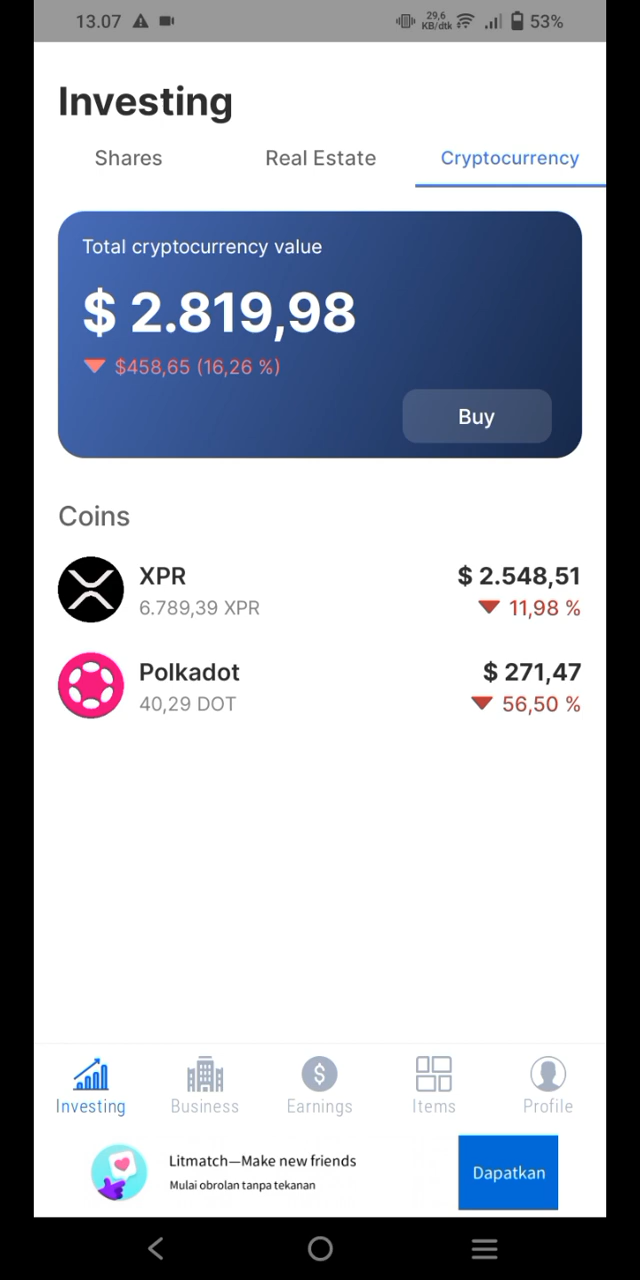 13.07
29,6
KB/dtk
53%
Investing
Shares
Real Estate
Cryptocurrency
Total cryptocurrency value
$ 2.819,98
$458,65 (16,26 %)
Buy
Coins
XPR
$ 2.548,51
6.789,39 XPR
11,98 %
Polkadot
$ 271,47
40,29 DOT
56,50 %
Investing
Business
Earnings
Items
Profile
Litmatch—Make new friends
Mulai obrolan tanpa tekanan
Dapatkan